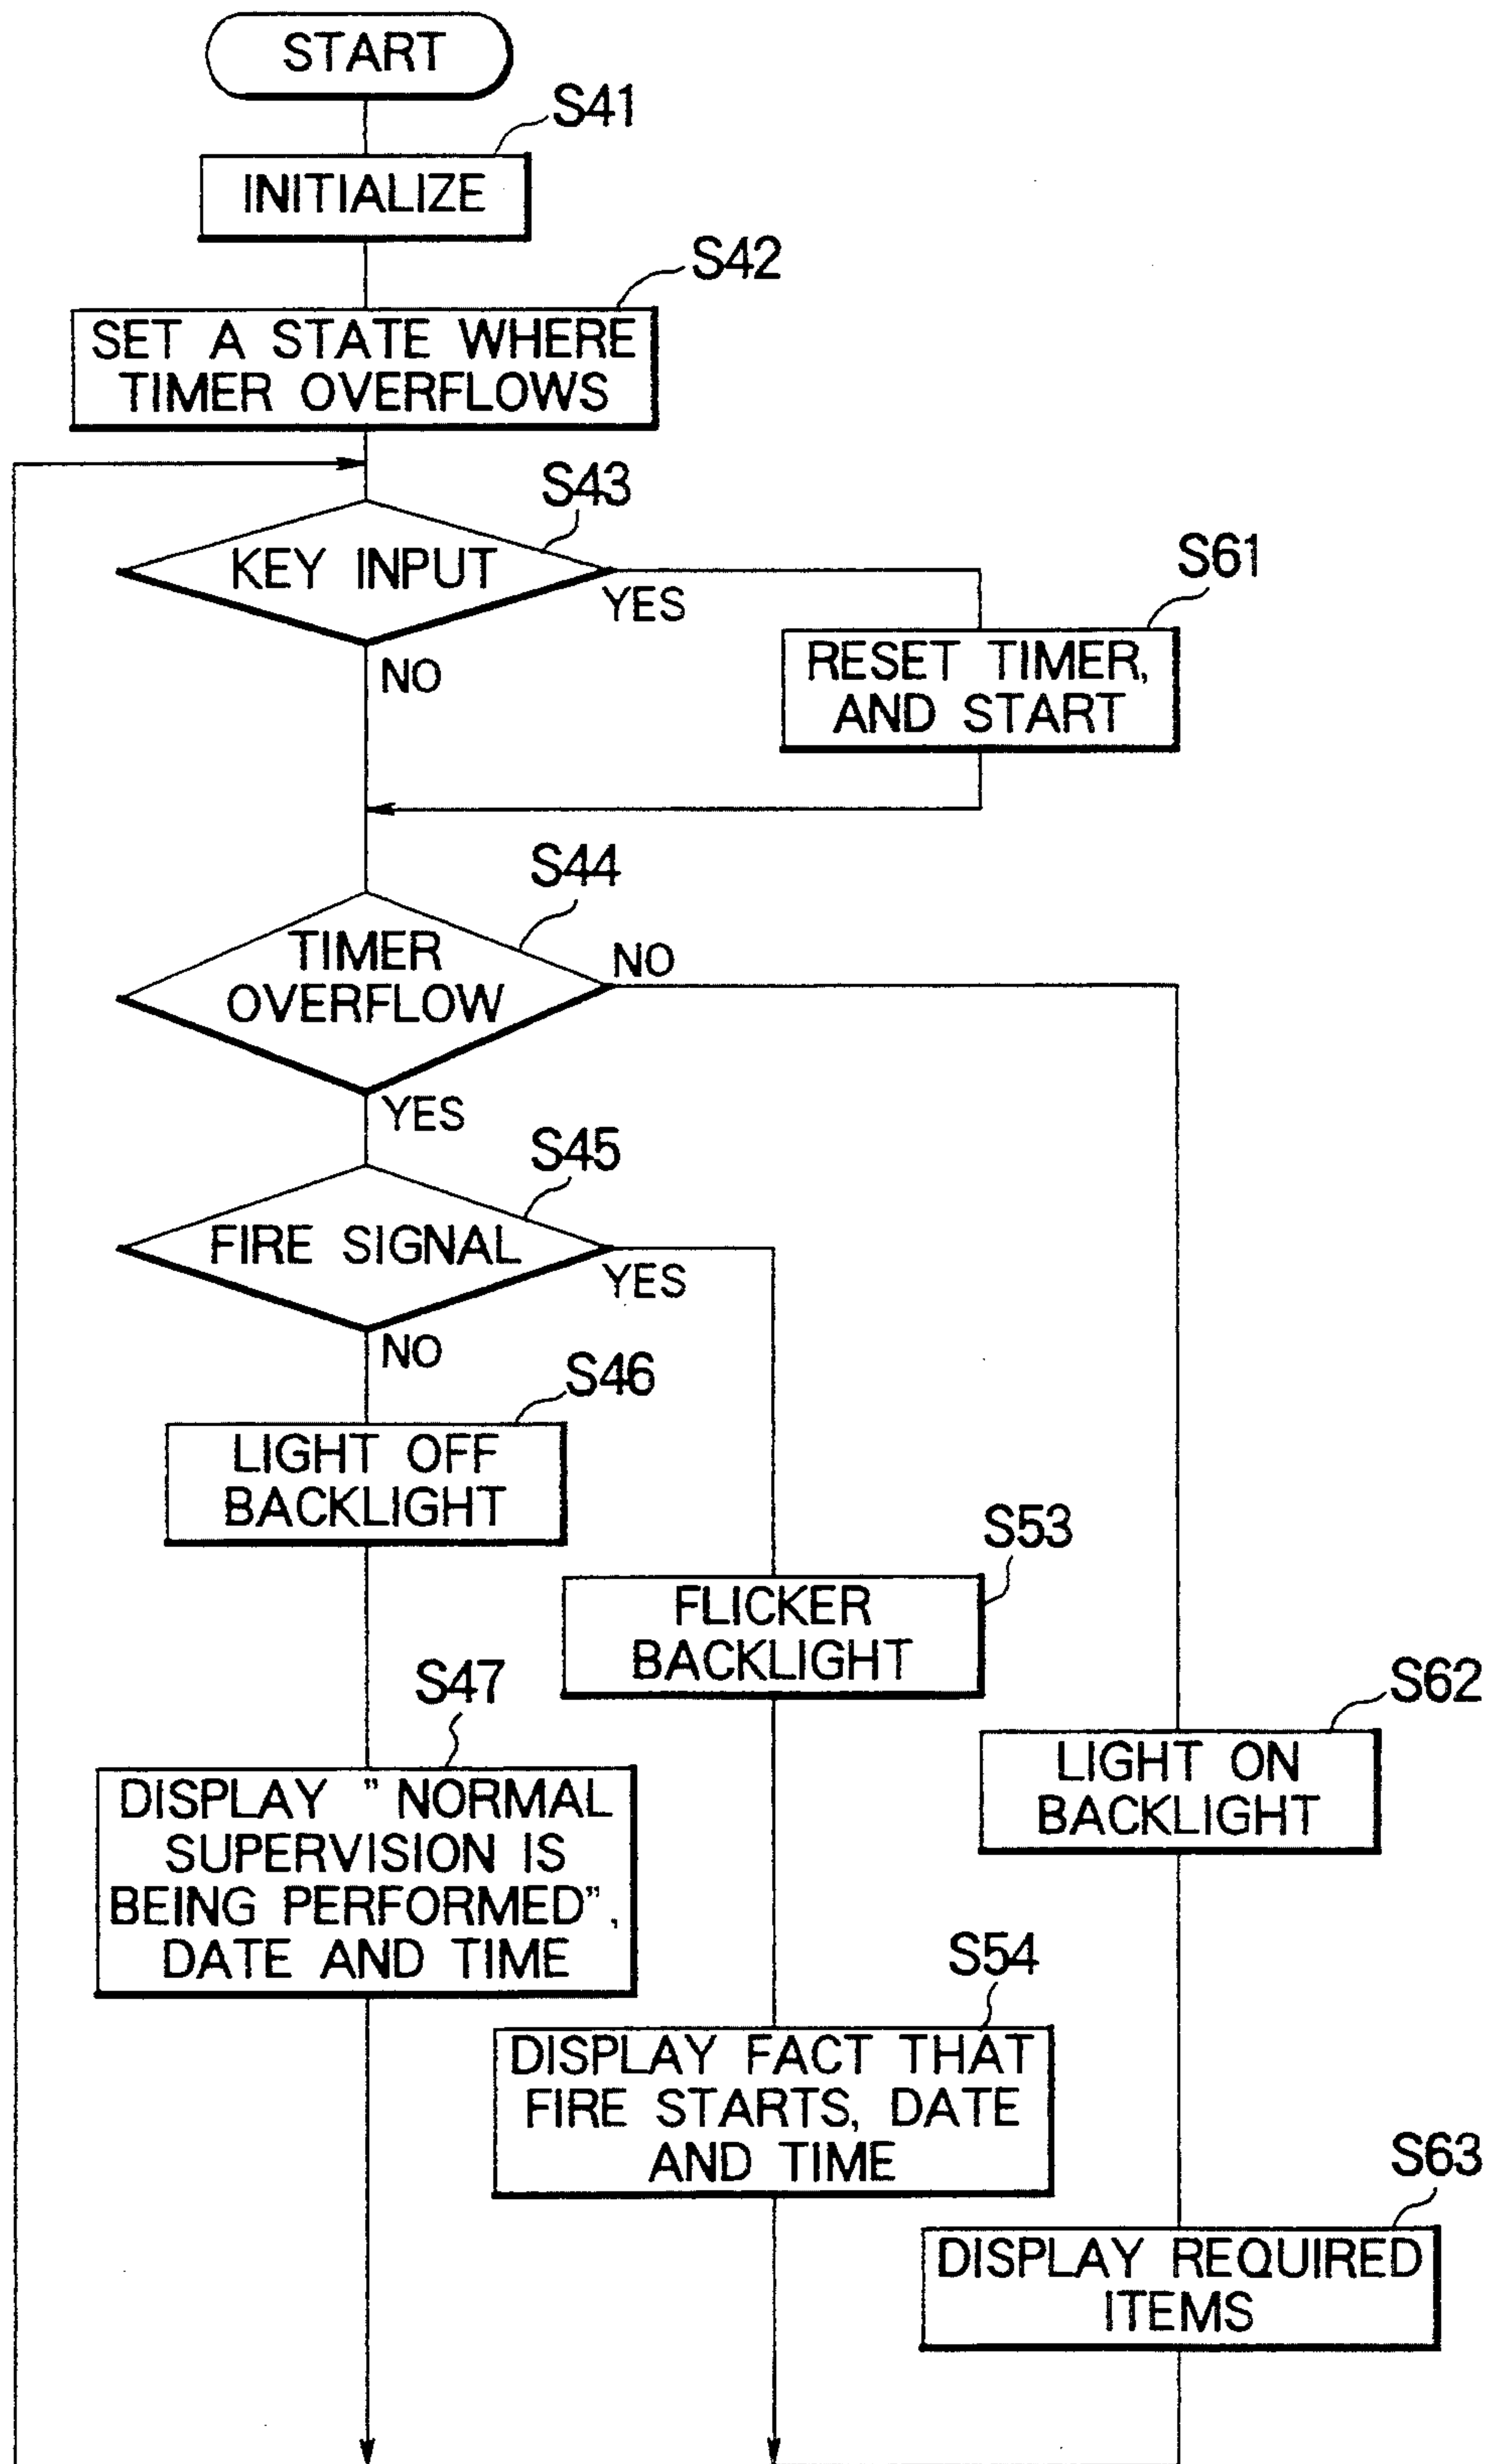 START
S41
INITIALIZE
S42
SET A STATE WHERE
TIMER OVERFLOWS
S43
KEY INPUT
YES
NO
S61
RESET TIMER,
AND START
S44
TIMER
OVERFLOW
NO
YES
S45
FIRE SIGNAL
YES
NO
S46
LIGHT OFF
BACKLIGHT
S53
FLICKER
BACKLIGHT
S47
DISPLAY " NORMAL
SUPERVISION IS
BEING PERFORMED",
DATE AND TIME
S62
LIGHT ON
BACKLIGHT
S54
DISPLAY FACT THAT
FIRE STARTS, DATE
AND TIME
S63
DISPLAY REQUIRED
ITEMS